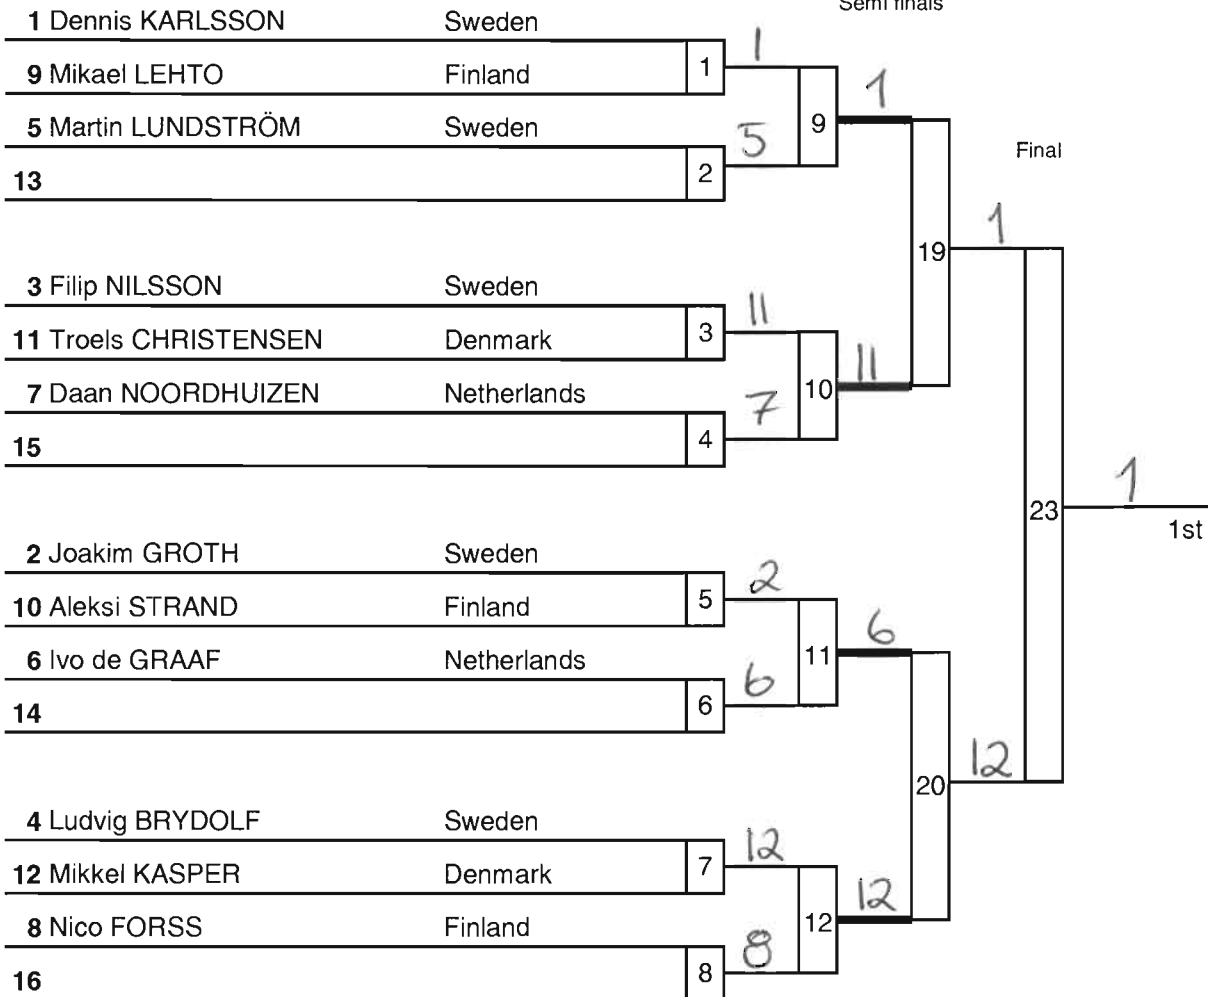 Semi finals
1 Dennis KARLSSON Sweden
1
9 Mikael LEHTO Finland
1
1
5 Martin LUNDSTRÖM Sweden
5
9
13
2
Final
1
19
3 Filip NILSSON Sweden
11
11 Troels CHRISTENSEN Denmark
3
11
7 Daan NOORDHUIZEN Netherlands
7
10
15
4
1
23
1st
2 Joakim GROTH Sweden
2
10 Aleksi STRAND Finland
5
6
6 Ivo de GRAAF Netherlands
6
11
14
6
12
20
4 Ludvig BRYDOLF Sweden
12
12 Mikkel KASPER Denmark
7
12
8 Nico FORSS Finland
8
12
16
8